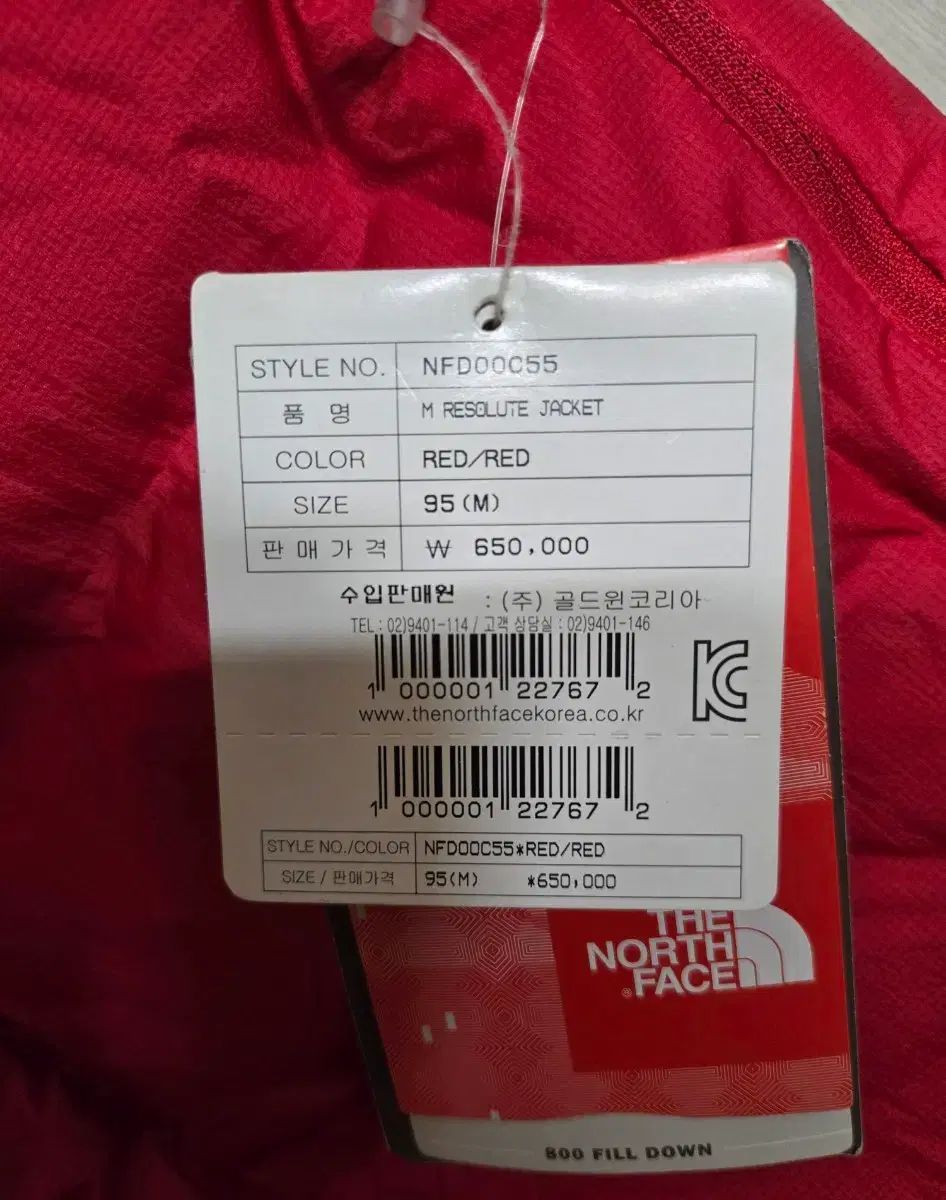 STYLE NO. NFD00C55
품 명 M RESOLUTE JACKET
COLOR RED/RED
SIZE 95(M)
판 매 가 격 ₩ 650,000
수입판매원 : (주) 골드윈코리아
TEL : 02)9401-114 / 고객 상담실 : 02)9401-146
1 000001 22767 2
www.thenorthfacekorea.co.kr
KC
1 000001 22767 2
STYLE NO./COLOR NFD00C55*RED/RED
SIZE / 판매가격 95(M) *650,000
THE
NORTH
®FACE
800 FILL DOWN